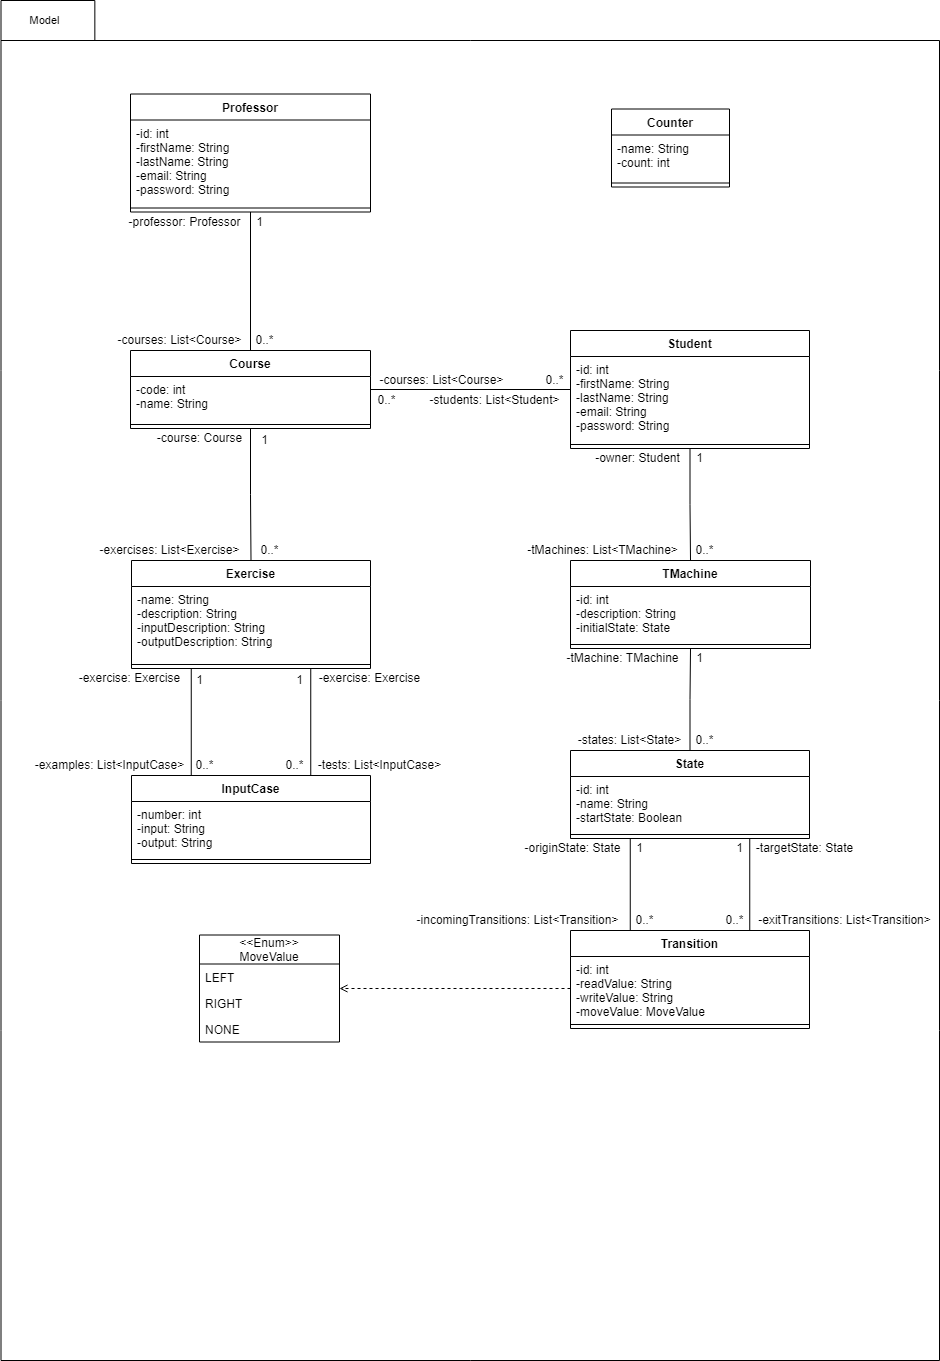 Model
Professor
-id: int
-firstName: String
-lastName: String
-email: String
-password: String
Counter
-name: String
-count: int
-professor: Professor
1
-courses: List<Course>
0..*
Course
-code: int
-name: String
-courses: List<Course>
0..*
0..*
-students: List<Student>
Student
-id: int
-firstName: String
-lastName: String
-email: String
-password: String
-course: Course
1
-owner: Student
1
-exercises: List<Exercise>
0..*
-tMachines: List<TMachine>
0..*
Exercise
-name: String
-description: String
-inputDescription: String
-outputDescription: String
TMachine
-id: int
-description: String
-initialState: State
-exercise: Exercise
1
1
-exercise: Exercise
-tMachine: TMachine
1
-examples: List<InputCase>
0..*
0..*
-tests: List<InputCase>
-states: List<State>
0..*
InputCase
-number: int
-input: String
-output: String
State
-id: int
-name: String
-startState: Boolean
-originState: State
1
1
-targetState: State
-incomingTransitions: List<Transition>
0..*
0..*
-exitTransitions: List<Transition>
<<Enum>>
MoveValue
LEFT
RIGHT
NONE
Transition
-id: int
-readValue: String
-writeValue: String
-moveValue: MoveValue